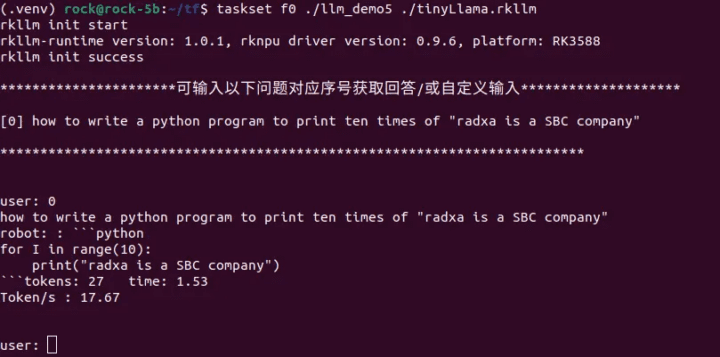 (.venv) rock@rock-5b:~/tf$ taskset f0 ./llm_demo5 ./tinyLlama.rkllm
rkllm init start
rkllm-runtime version: 1.0.1, rknpu driver version: 0.9.6, platform: RK3588
rkllm init success
**********************可输入以下问题对应序号获取回答/或自定义输入********************
[0] how to write a python program to print ten times of "radxa is a SBC company"
*************************************************************************
user: 0
how to write a python program to print ten times of "radxa is a SBC company"
robot: : ```python
for I in range(10):
    print("radxa is a SBC company")
```tokens: 27   time: 1.53
Token/s : 17.67
user: